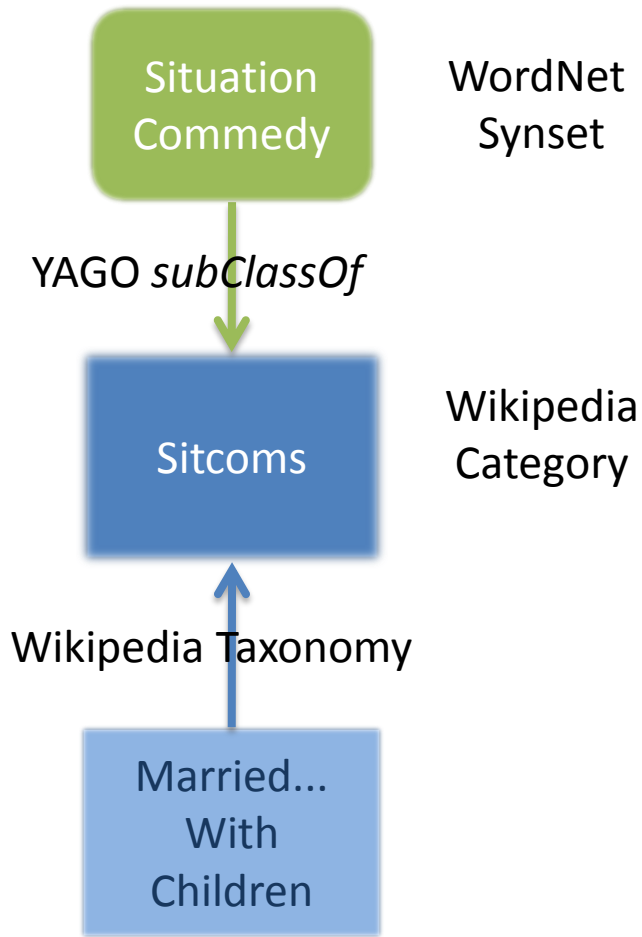 Situation
Commedy
WordNet
Synset
YAGO subClassOf
Sitcoms
Wikipedia
Category
Wikipedia Taxonomy
Married...
With
Children